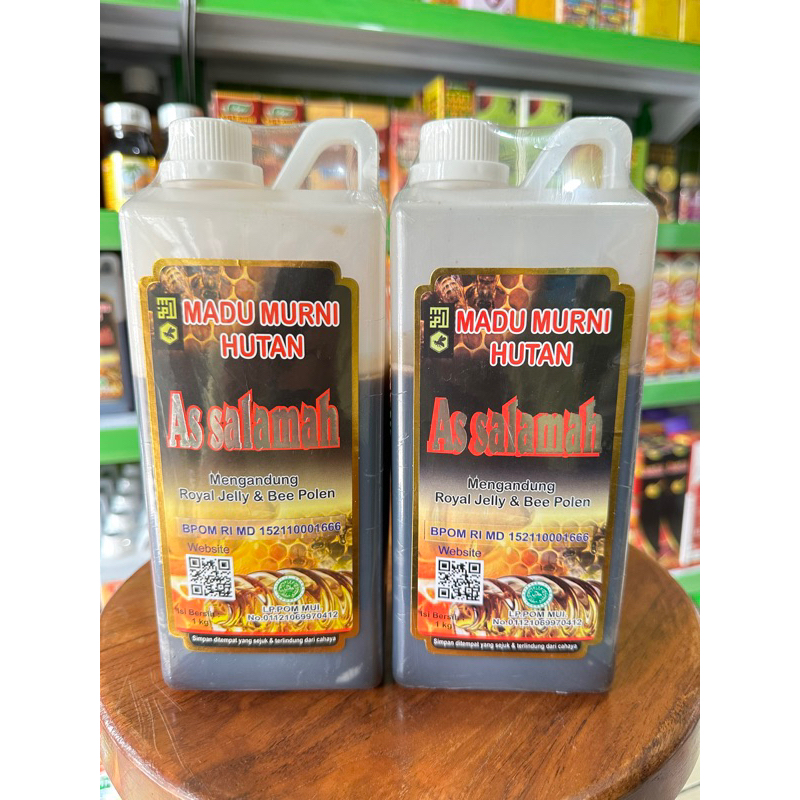 MADU MURNI
HUTAN
As salamah
Mengandung
Royal Jelly & Bee Polen
BPOM RI MD 152110001666
Website
Isi Bersih
1 kg
LP.POM MUI
No.01121069970412
Simpan ditempat yang sejuk & terlindung dari cahaya
MADU MURNI
HUTAN
As salamah
Mengandung
Royal Jelly & Bee Polen
BPOM RI MD 152110001666
Website
Isi Bersih
1 kg
LP.POM MUI
No.01121069970412
Simpan ditempat yang sejuk & terlindung dari cahaya